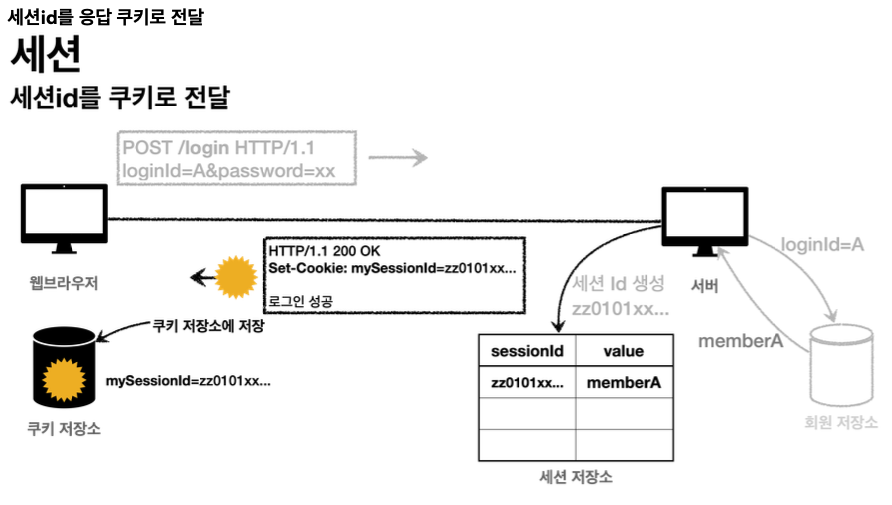 세션id를 응답 쿠키로 전달
세션
세션id를 쿠키로 전달
POST /login HTTP/1.1
loginId=A&password=xx
웹브라우저
HTTP/1.1 200 OK
Set-Cookie: mySessionId=zz0101xx...
로그인 성공
쿠키 저장소에 저장
mySessionId=zz0101xx...
쿠키 저장소
서버
loginId=A
memberA
회원 저장소
세션 Id 생성
zz0101xx...
sessionId value
zz0101xx... memberA
세션 저장소